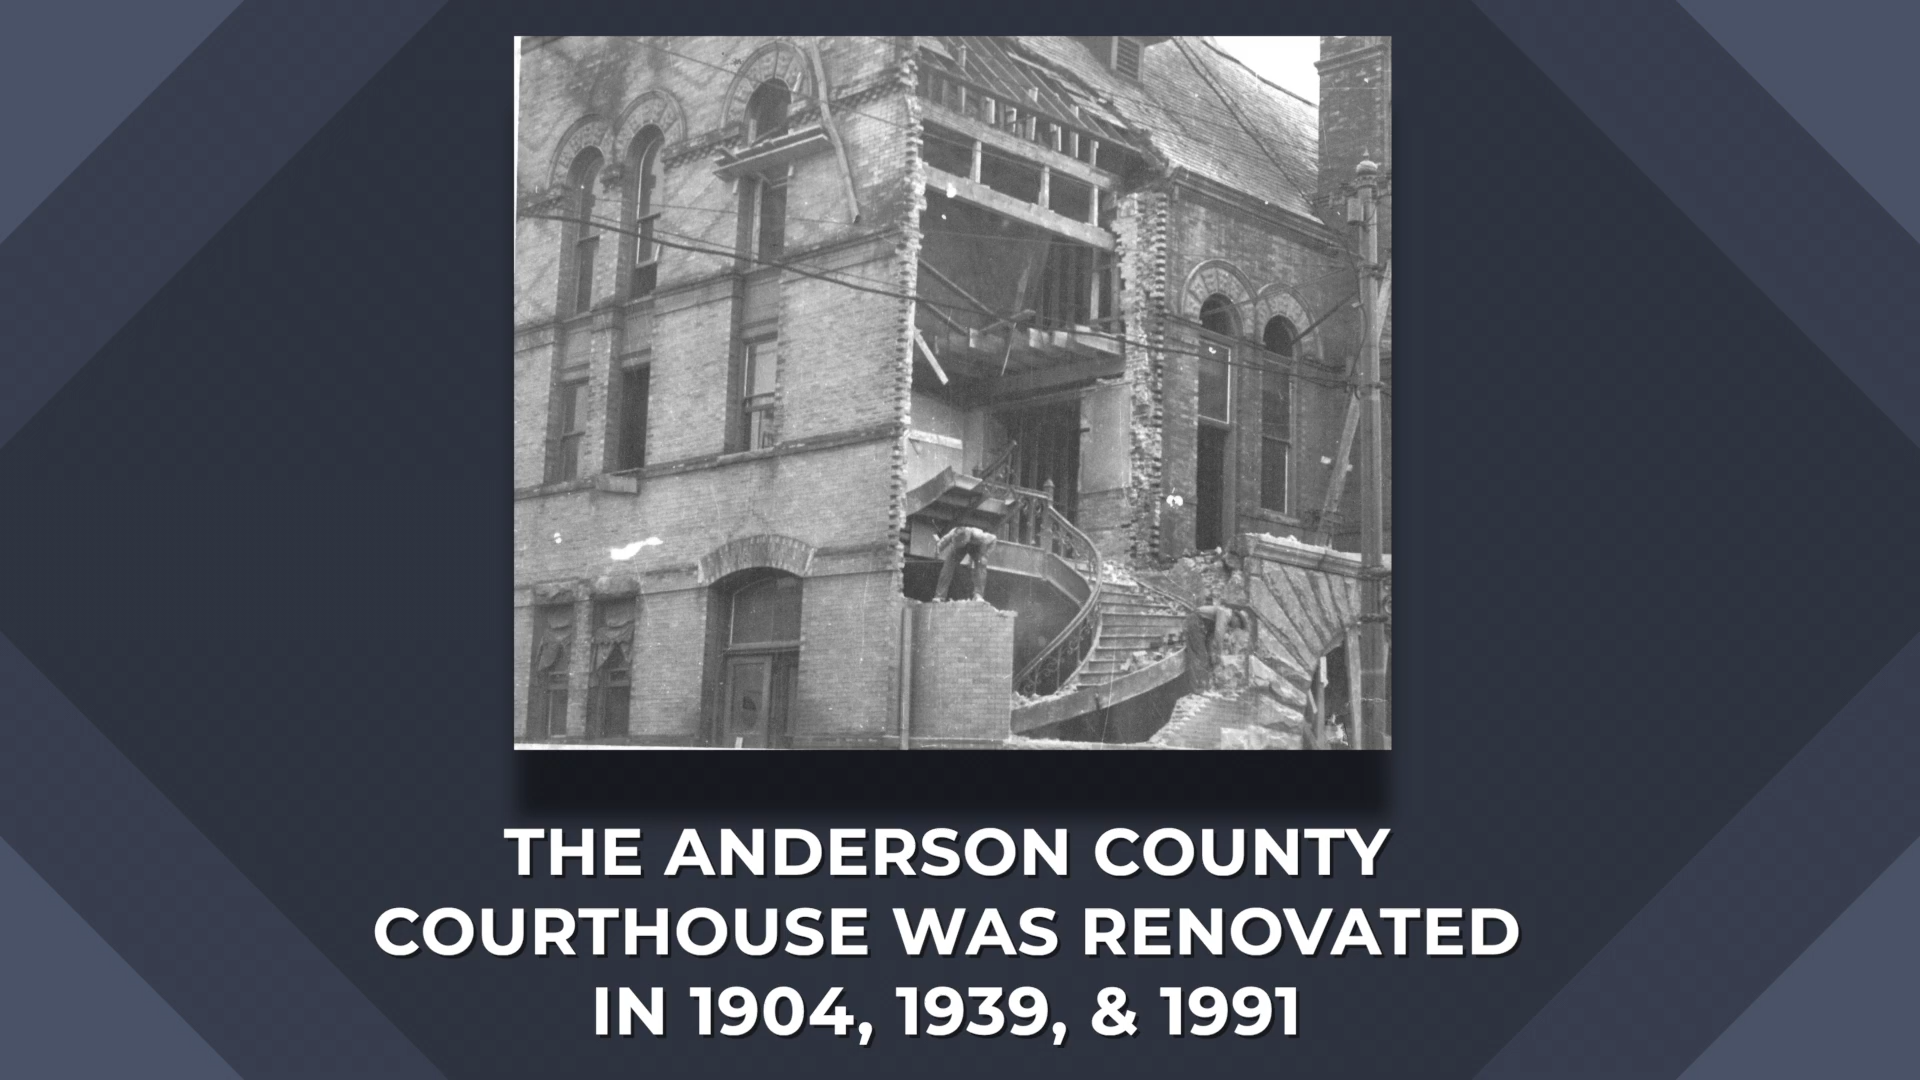 THE ANDERSON COUNTY
COURTHOUSE WAS RENOVATED
IN 1904, 1939, & 1991